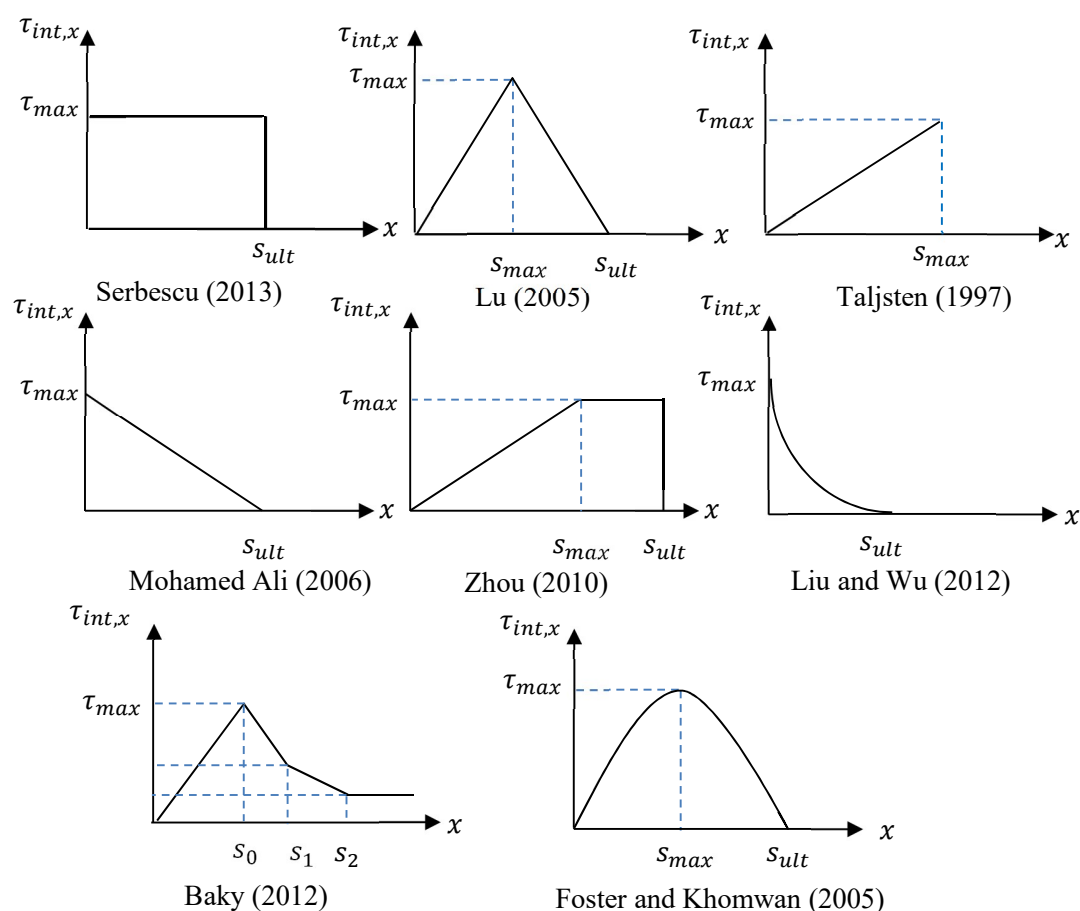 τ_int,x
τ_max
x
s_ult
Serbescu (2013)
τ_int,x
τ_max
x
s_max s_ult
Lu (2005)
τ_int,x
τ_max
x
s_max
Taljsten (1997)
τ_int,x
τ_max
x
s_ult
Mohamed Ali (2006)
τ_int,x
τ_max
x
s_max s_ult
Zhou (2010)
τ_int,x
τ_max
x
s_ult
Liu and Wu (2012)
τ_int,x
τ_max
x
s_0 s_1 s_2
Baky (2012)
τ_int,x
τ_max
x
s_max s_ult
Foster and Khomwan (2005)